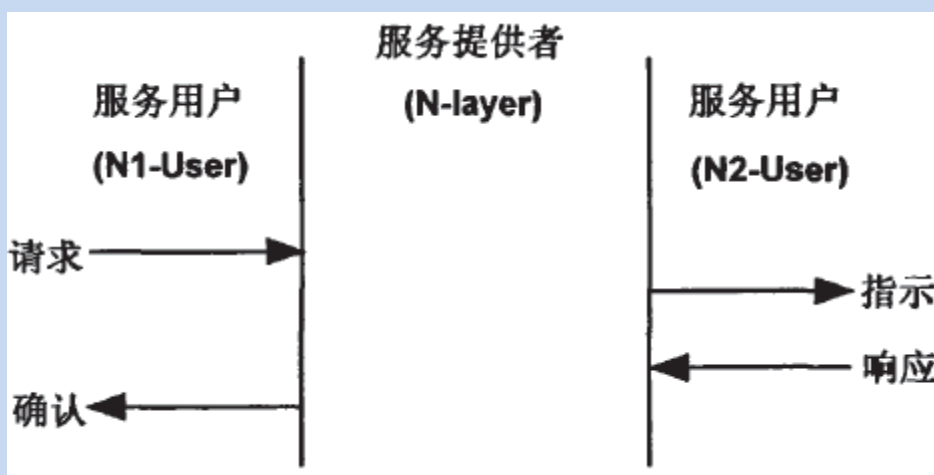 服务提供者
(N-layer)
服务用户
(N1-User)
服务用户
(N2-User)
请求
指示
响应
确认